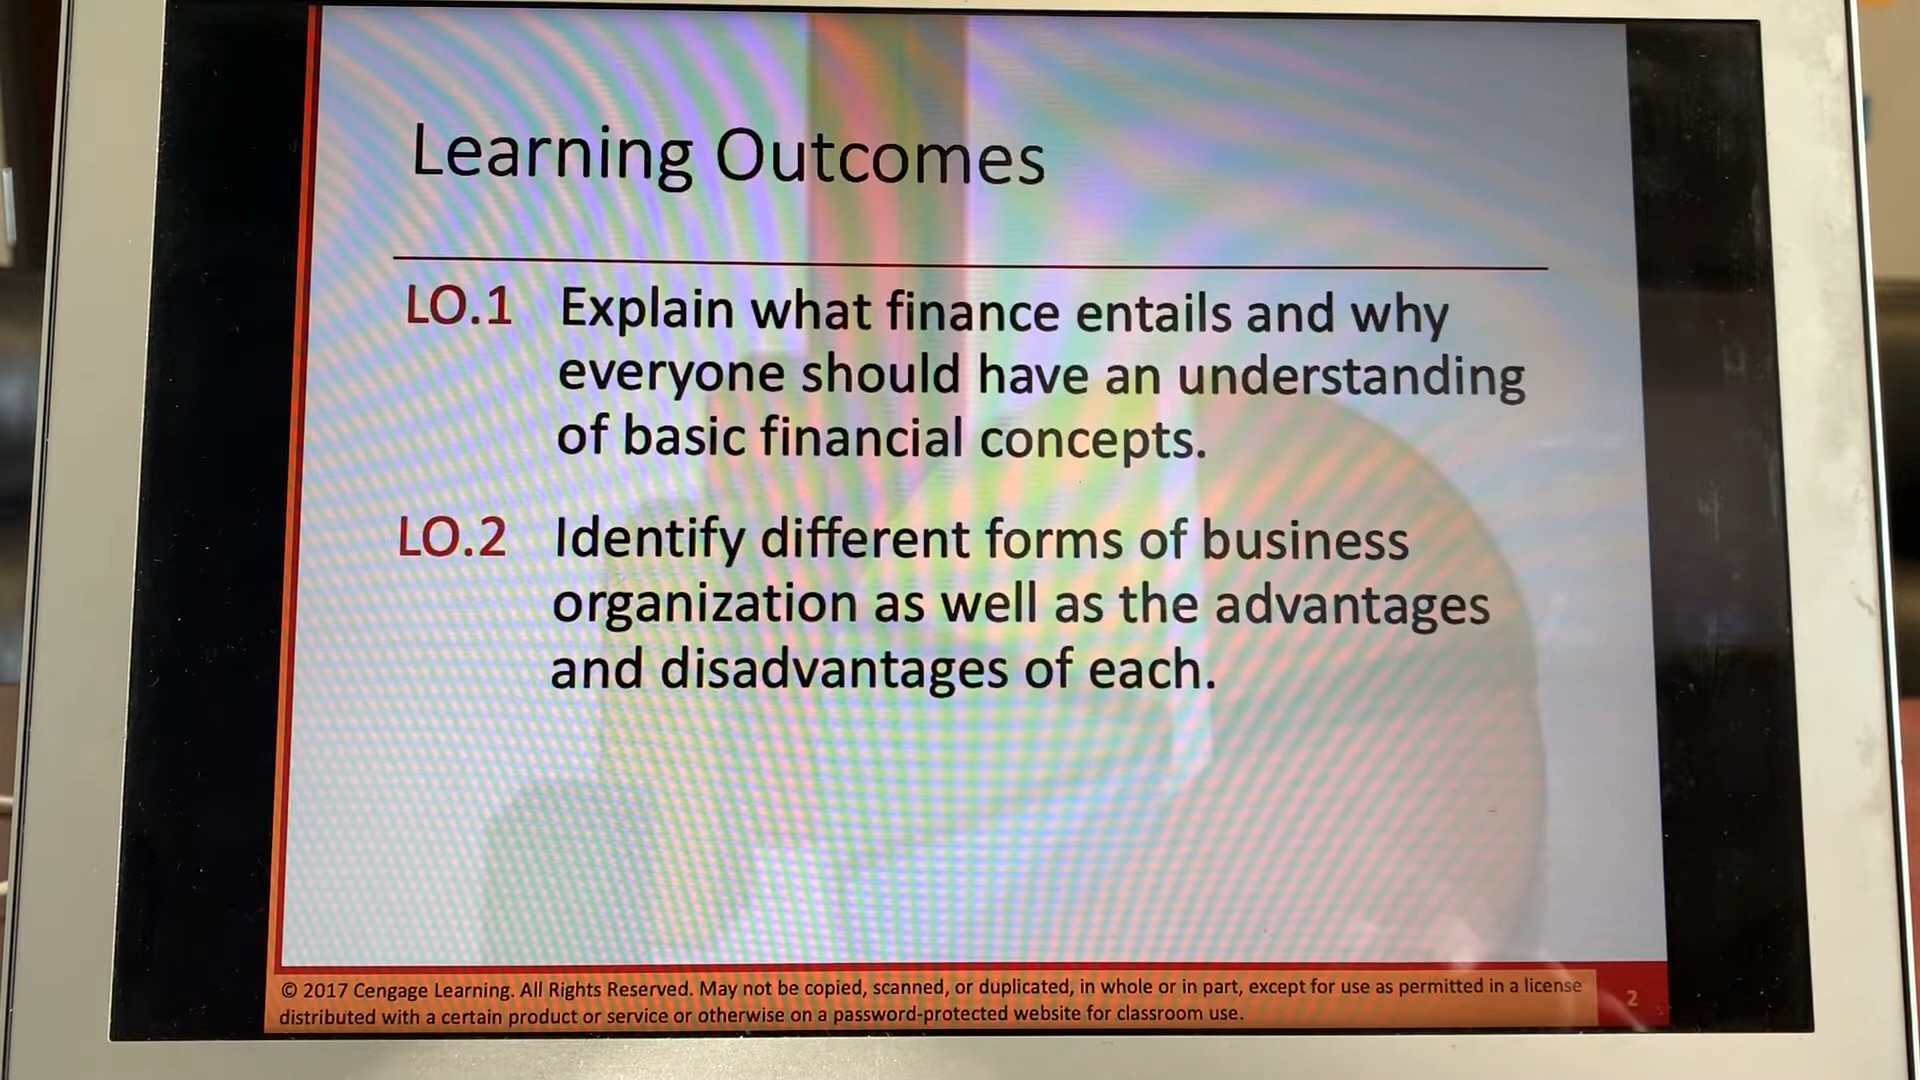 Learning Outcomes
LO.1 Explain what finance entails and why
everyone should have an understanding
of basic financial concepts.
LO.2 Identify different forms of business
organization as well as the advantages
and disadvantages of each.
© 2017 Cengage Learning. All Rights Reserved. May not be copied, scanned, or duplicated, in whole or in part, except for use as permitted in a license
distributed with a certain product or service or otherwise on a password-protected website for classroom use.
2